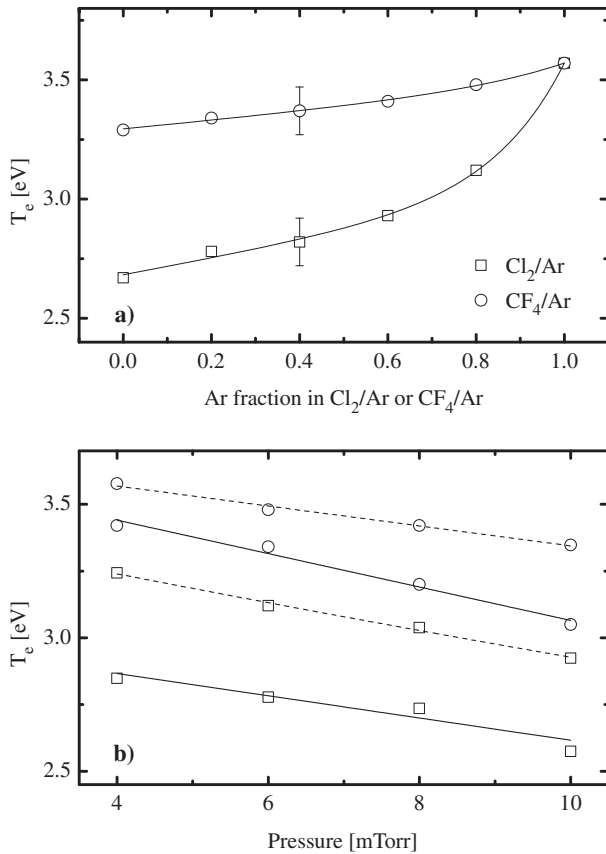 3.5
3.0
2.5
T_e [eV]
Cl_2/Ar
CF_4/Ar
a)
0.0 0.2 0.4 0.6 0.8 1.0
Ar fraction in Cl_2/Ar or CF_4/Ar
3.5
3.0
2.5
T_e [eV]
b)
4 6 8 10
Pressure [mTorr]